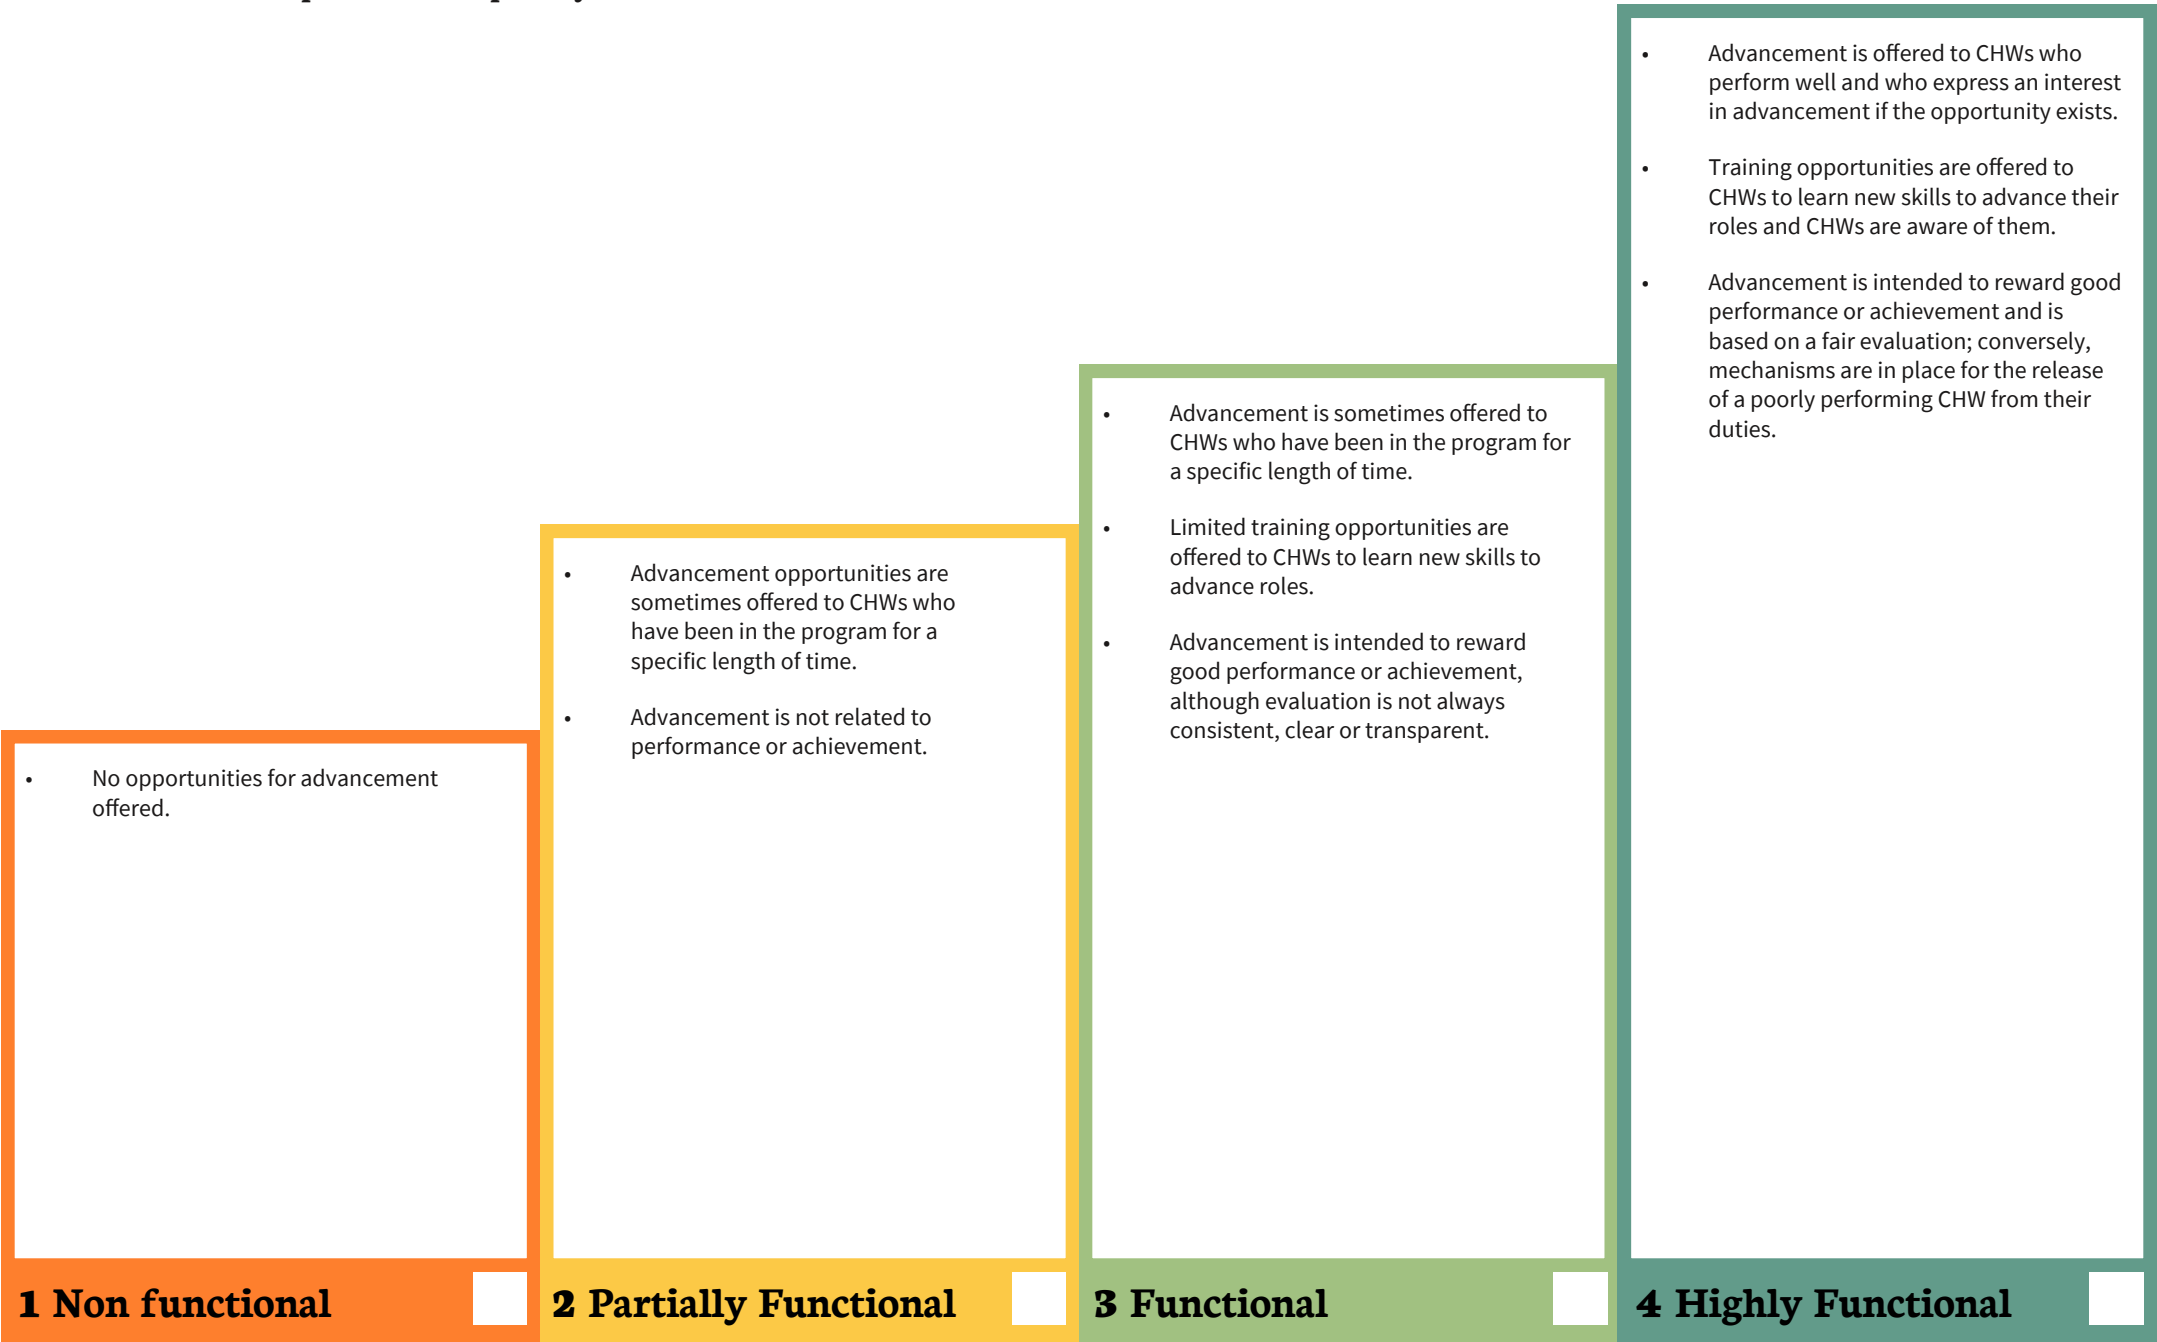 • No opportunities for advancement
offered.
1 Non functional
• Advancement opportunities are
sometimes offered to CHWs who
have been in the program for a
specific length of time.
• Advancement is not related to
performance or achievement.
2 Partially Functional
• Advancement is sometimes offered to
CHWs who have been in the program for
a specific length of time.
• Limited training opportunities are
offered to CHWs to learn new skills to
advance roles.
• Advancement is intended to reward
good performance or achievement,
although evaluation is not always
consistent, clear or transparent.
3 Functional
• Advancement is offered to CHWs who
perform well and who express an interest
in advancement if the opportunity exists.
• Training opportunities are offered to
CHWs to learn new skills to advance their
roles and CHWs are aware of them.
• Advancement is intended to reward good
performance or achievement and is
based on a fair evaluation; conversely,
mechanisms are in place for the release
of a poorly performing CHW from their
duties.
4 Highly Functional